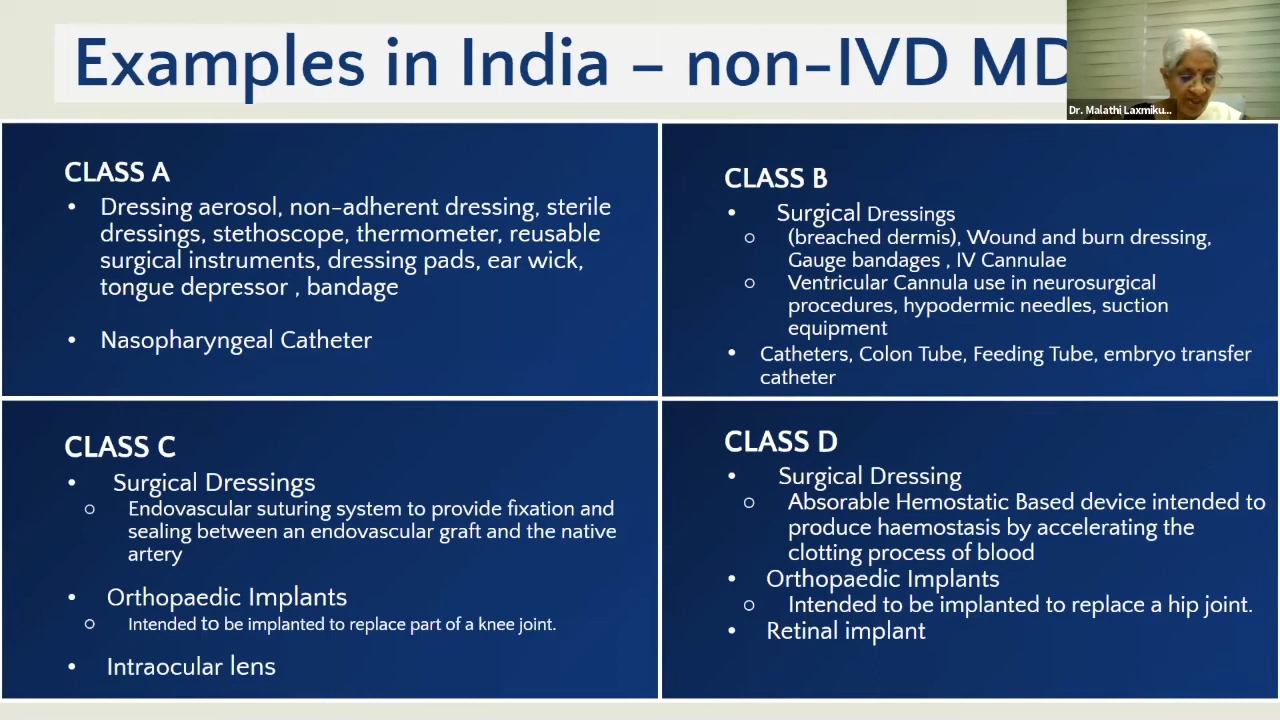 Examples in India – non-IVD MD
Dr. Malathi Laxmiku...
CLASS A
• Dressing aerosol, non-adherent dressing, sterile
dressings, stethoscope, thermometer, reusable
surgical instruments, dressing pads, ear wick,
tongue depressor , bandage
• Nasopharyngeal Catheter
CLASS B
• Surgical Dressings
○ (breached dermis), Wound and burn dressing,
Gauge bandages , IV Cannulae
○ Ventricular Cannula use in neurosurgical
procedures, hypodermic needles, suction
equipment
• Catheters, Colon Tube, Feeding Tube, embryo transfer
catheter
CLASS C
• Surgical Dressings
○ Endovascular suturing system to provide fixation and
sealing between an endovascular graft and the native
artery
• Orthopaedic Implants
○ Intended to be implanted to replace part of a knee joint.
• Intraocular lens
CLASS D
• Surgical Dressing
○ Absorable Hemostatic Based device intended to
produce haemostasis by accelerating the
clotting process of blood
• Orthopaedic Implants
○ Intended to be implanted to replace a hip joint.
• Retinal implant